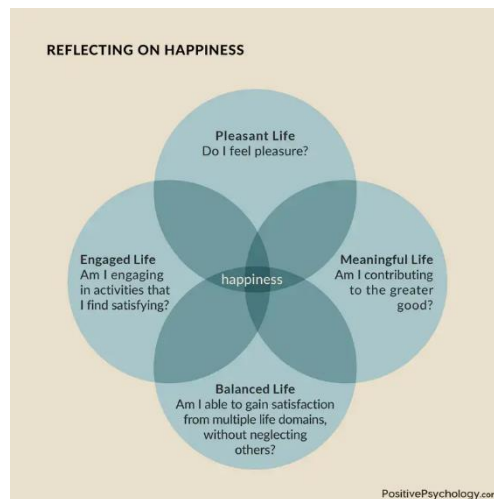 REFLECTING ON HAPPINESS
Pleasant Life
Do I feel pleasure?
Engaged Life
Am I engaging
in activities that
I find satisfying?
happiness
Meaningful Life
Am I contributing
to the greater
good?
Balanced Life
Am I able to gain satisfaction
from multiple life domains,
without neglecting
others?
PositivePsychology.com